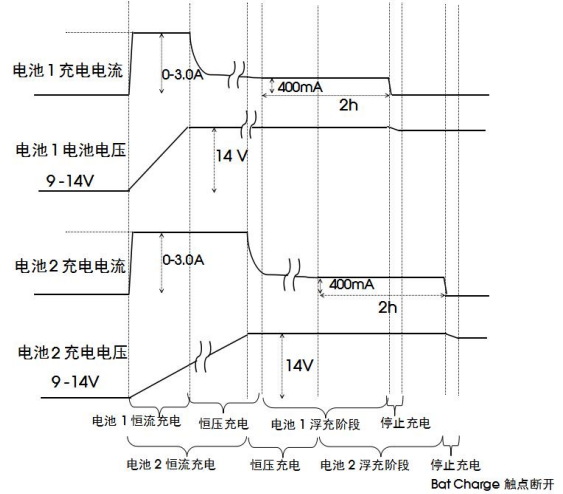 电池1充电电流
0-3.0A
400mA
2h
电池1电池电压
14 V
9-14V
电池2充电电流
0-3.0A
400mA
2h
电池2充电电压
14V
9-14V
电池 1 恒流充电
恒压充电
电池 1 浮充阶段
停止充电
电池 2 恒流充电
恒压充电
电池 2 浮充阶段
停止充电
Bat Charge 触点断开